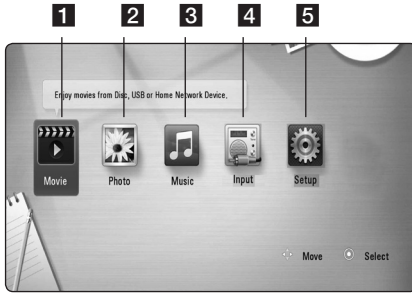 1 2 3 4 5
Enjoy movies from Disc, USB or Home Network Device.
Movie Photo Music Input Setup
Move Select